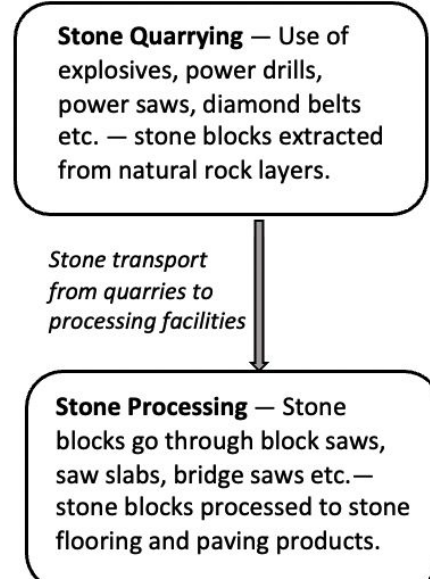 Stone Quarrying — Use of
explosives, power drills,
power saws, diamond belts
etc. — stone blocks extracted
from natural rock layers.
Stone transport
from quarries to
processing facilities
Stone Processing — Stone
blocks go through block saws,
saw slabs, bridge saws etc.—
stone blocks processed to stone
flooring and paving products.